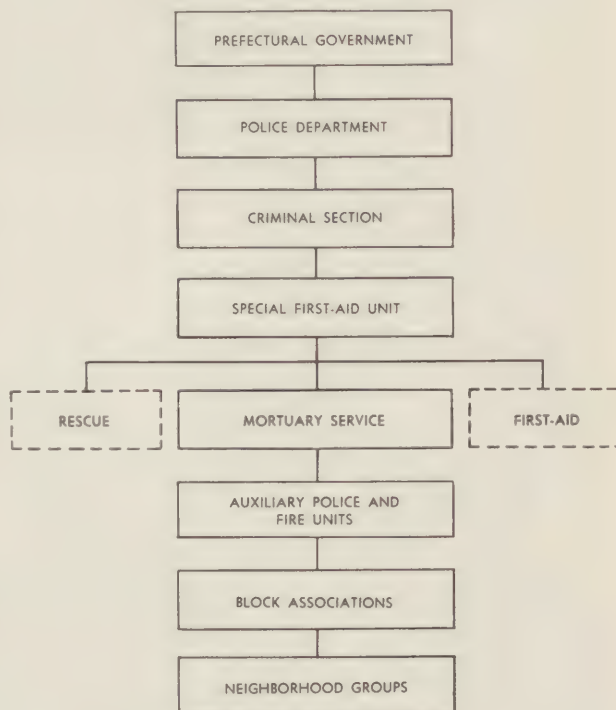 PREFECTURAL GOVERNMENT
POLICE DEPARTMENT
CRIMINAL SECTION
SPECIAL FIRST-AID UNIT
RESCUE
MORTUARY SERVICE
FIRST-AID
AUXILIARY POLICE AND
FIRE UNITS
BLOCK ASSOCIATIONS
NEIGHBORHOOD GROUPS